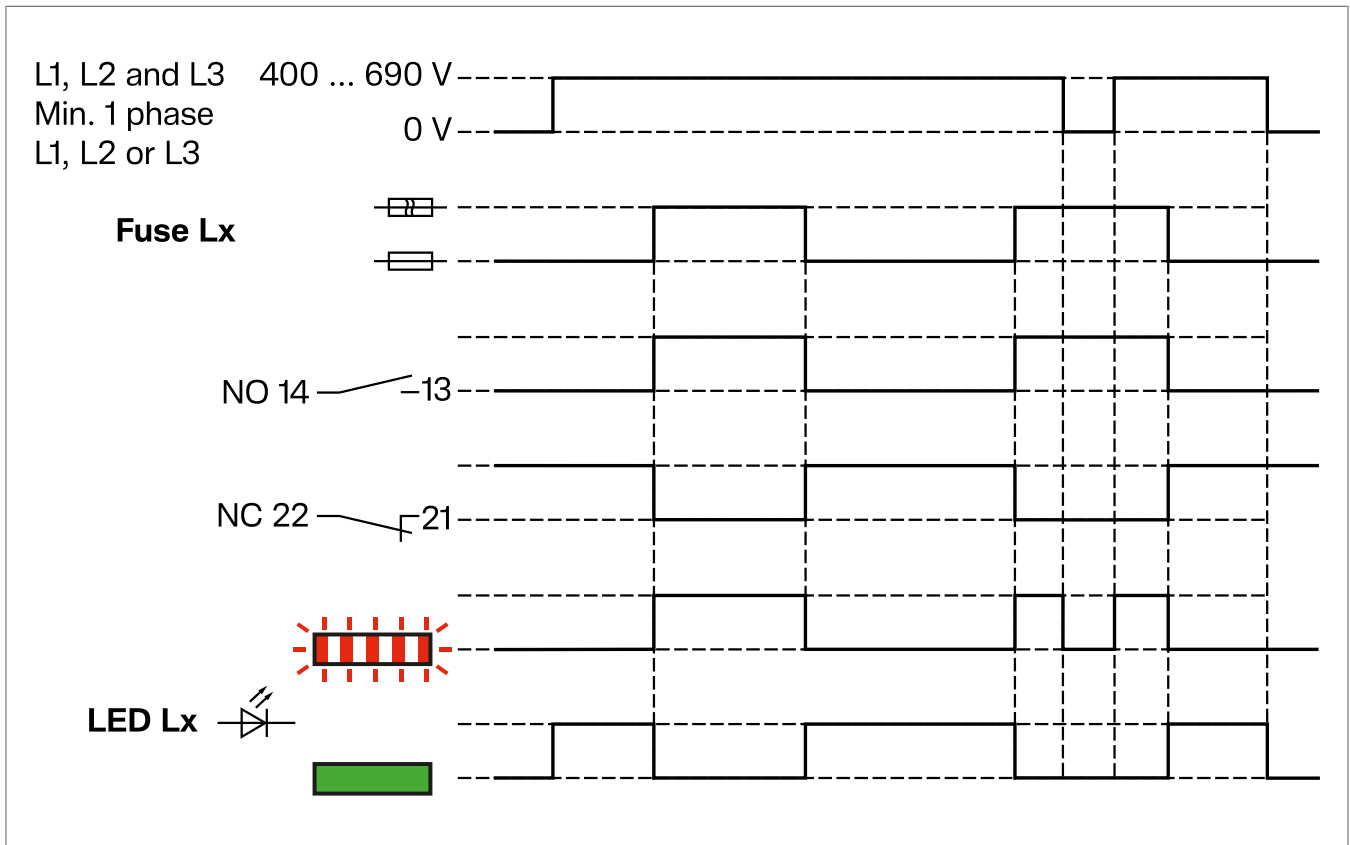 L1, L2 and L3 400 ... 690 V
Min. 1 phase
0 V
L1, L2 or L3
Fuse Lx
NO 14 13
NC 22 21
LED Lx